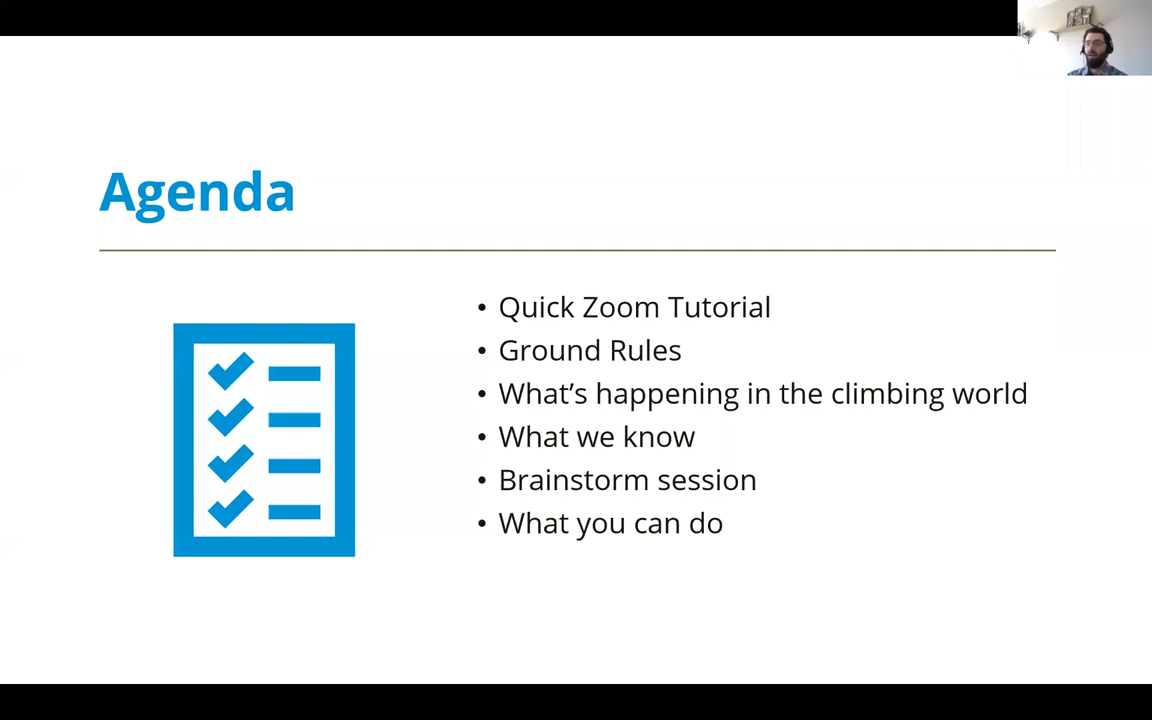 Agenda
• Quick Zoom Tutorial
• Ground Rules
• What’s happening in the climbing world
• What we know
• Brainstorm session
• What you can do